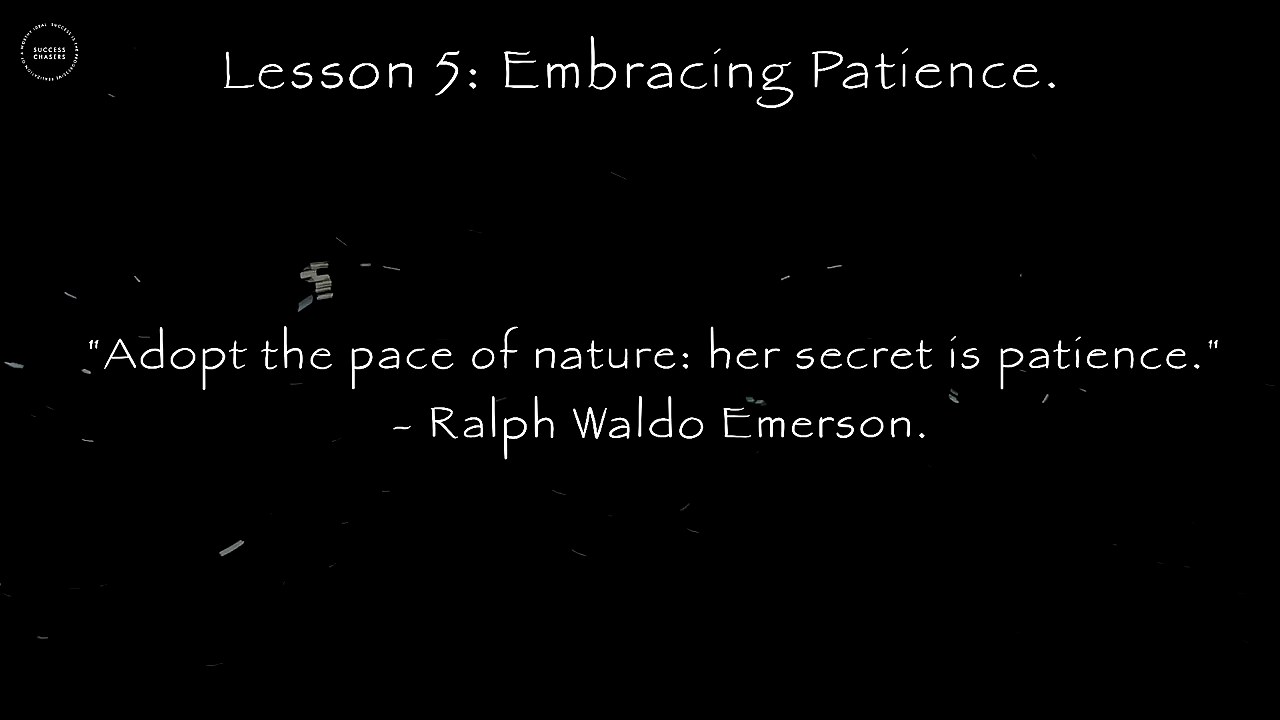 SUCCESS
CHASERS
Lesson 5: Embracing Patience.
"Adopt the pace of nature: her secret is patience."
- Ralph Waldo Emerson.